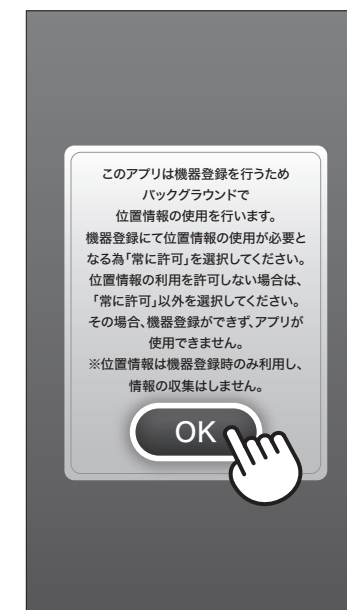 このアプリは機器登録を行うため
バックグラウンドで
位置情報の使用を行います。
機器登録にて位置情報の使用が必要と
なる為「常に許可」を選択してください。
位置情報の利用を許可しない場合は、
「常に許可」以外を選択してください。
その場合、機器登録ができず、アプリが
使用できません。
※位置情報は機器登録時のみ利用し、
情報の収集はしません。
OK